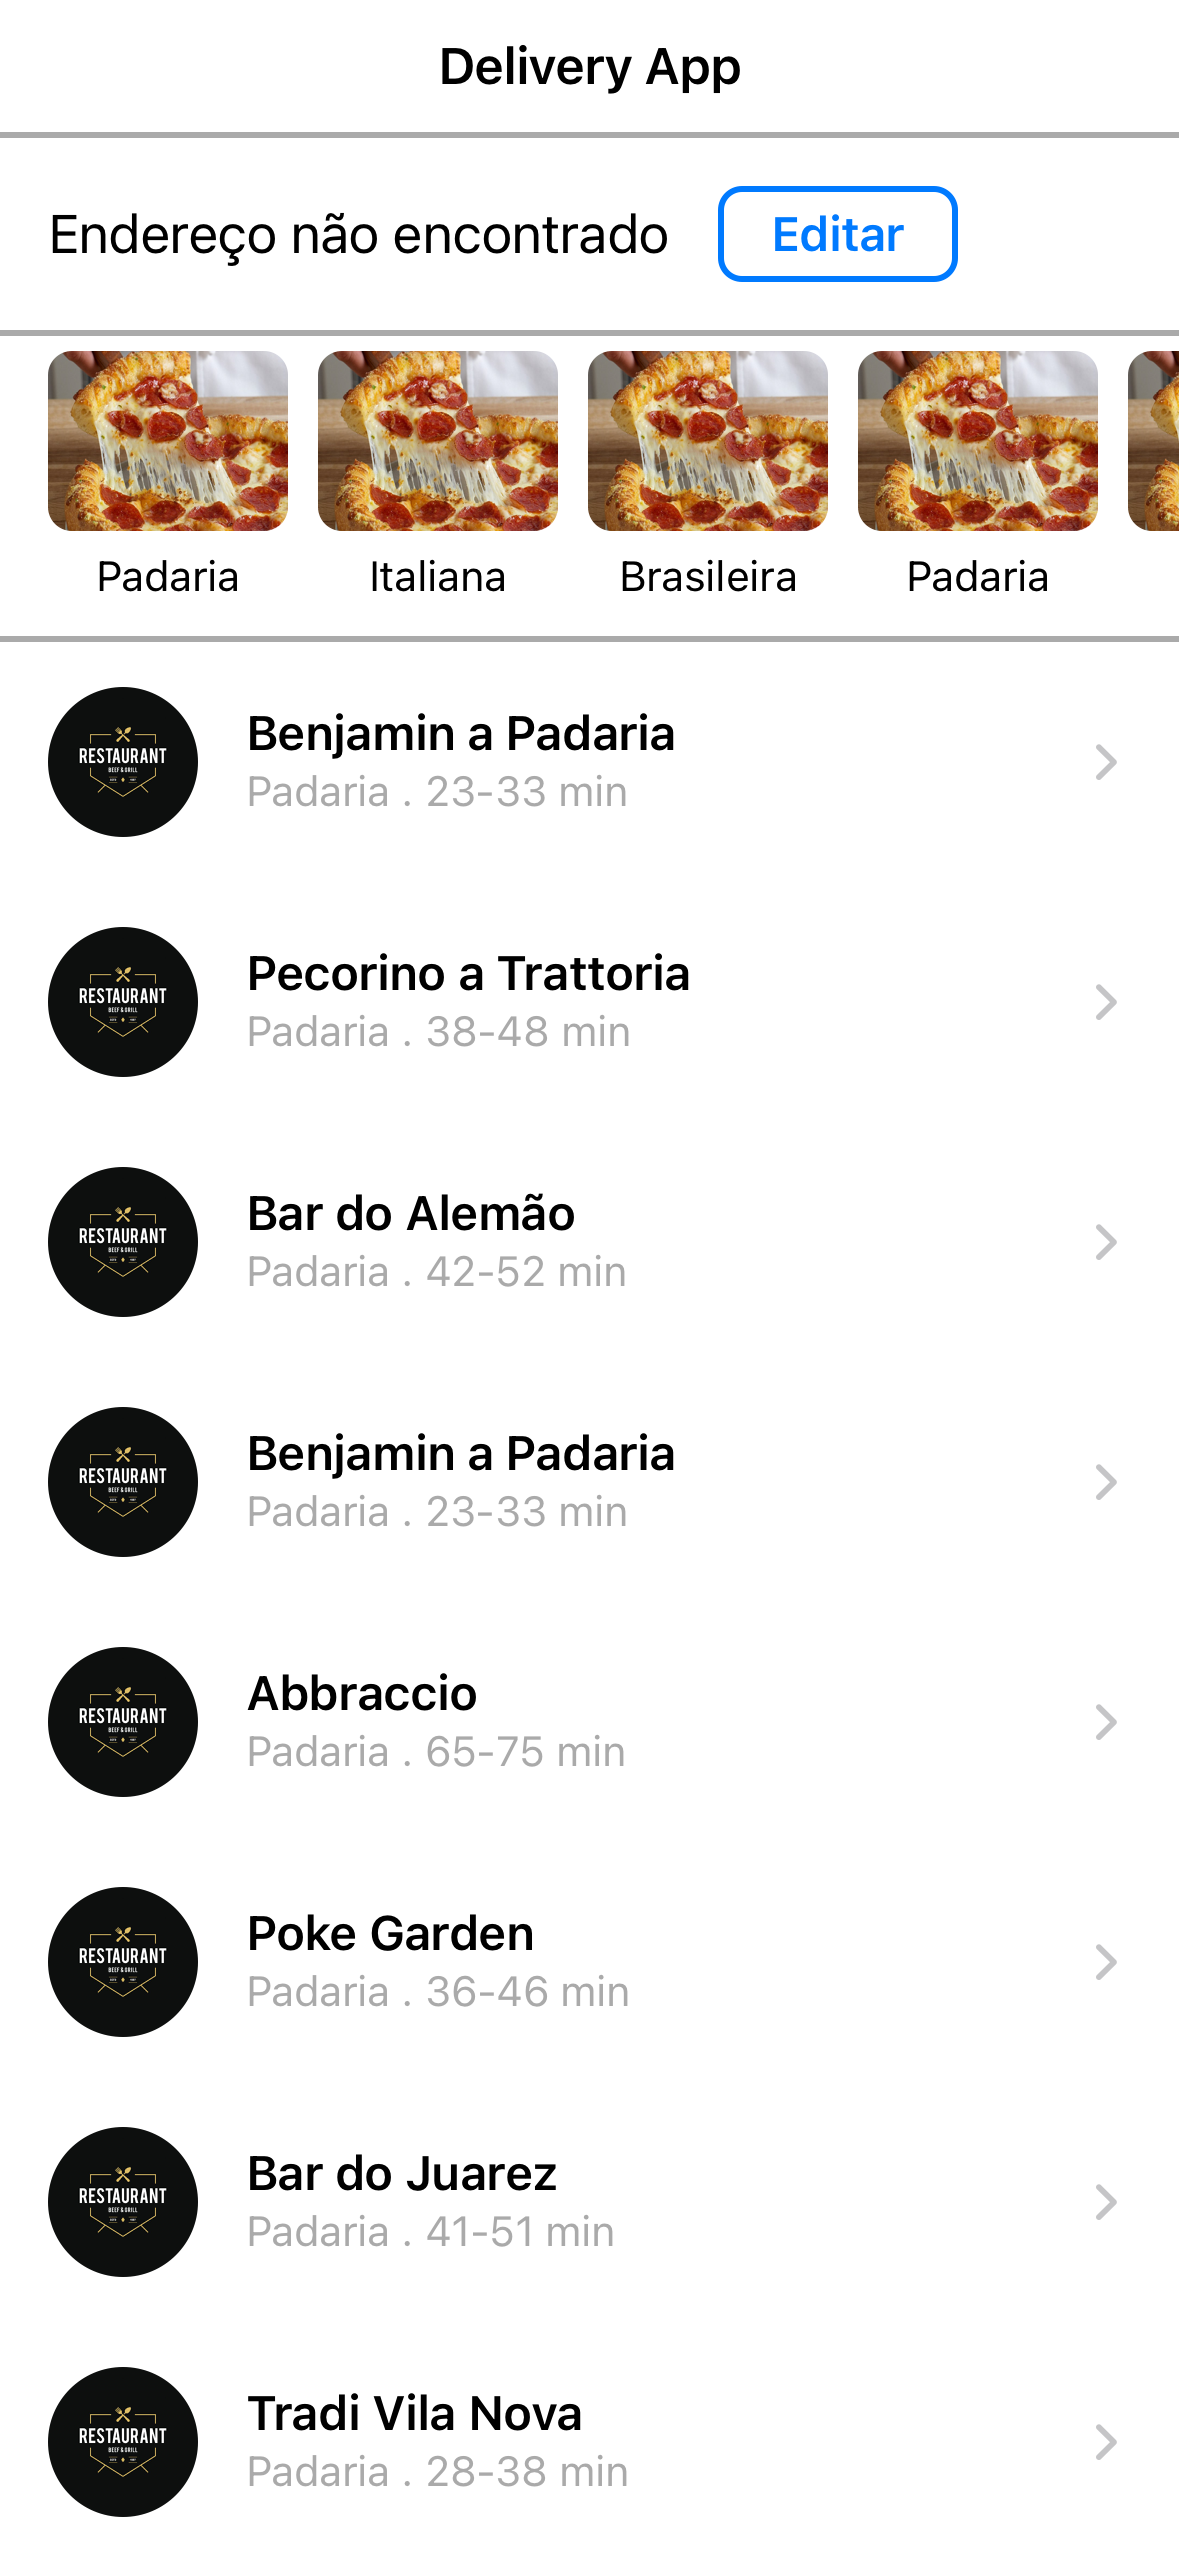 Delivery App
Endereço não encontrado
Editar
Padaria
Italiana
Brasileira
Padaria
RESTAURANT
BEEF & GRILL
Benjamin a Padaria
Padaria . 23-33 min
RESTAURANT
BEEF & GRILL
Pecorino a Trattoria
Padaria . 38-48 min
RESTAURANT
BEEF & GRILL
Bar do Alemão
Padaria . 42-52 min
RESTAURANT
BEEF & GRILL
Benjamin a Padaria
Padaria . 23-33 min
RESTAURANT
BEEF & GRILL
Abbraccio
Padaria . 65-75 min
RESTAURANT
BEEF & GRILL
Poke Garden
Padaria . 36-46 min
RESTAURANT
BEEF & GRILL
Bar do Juarez
Padaria . 41-51 min
RESTAURANT
BEEF & GRILL
Tradi Vila Nova
Padaria . 28-38 min